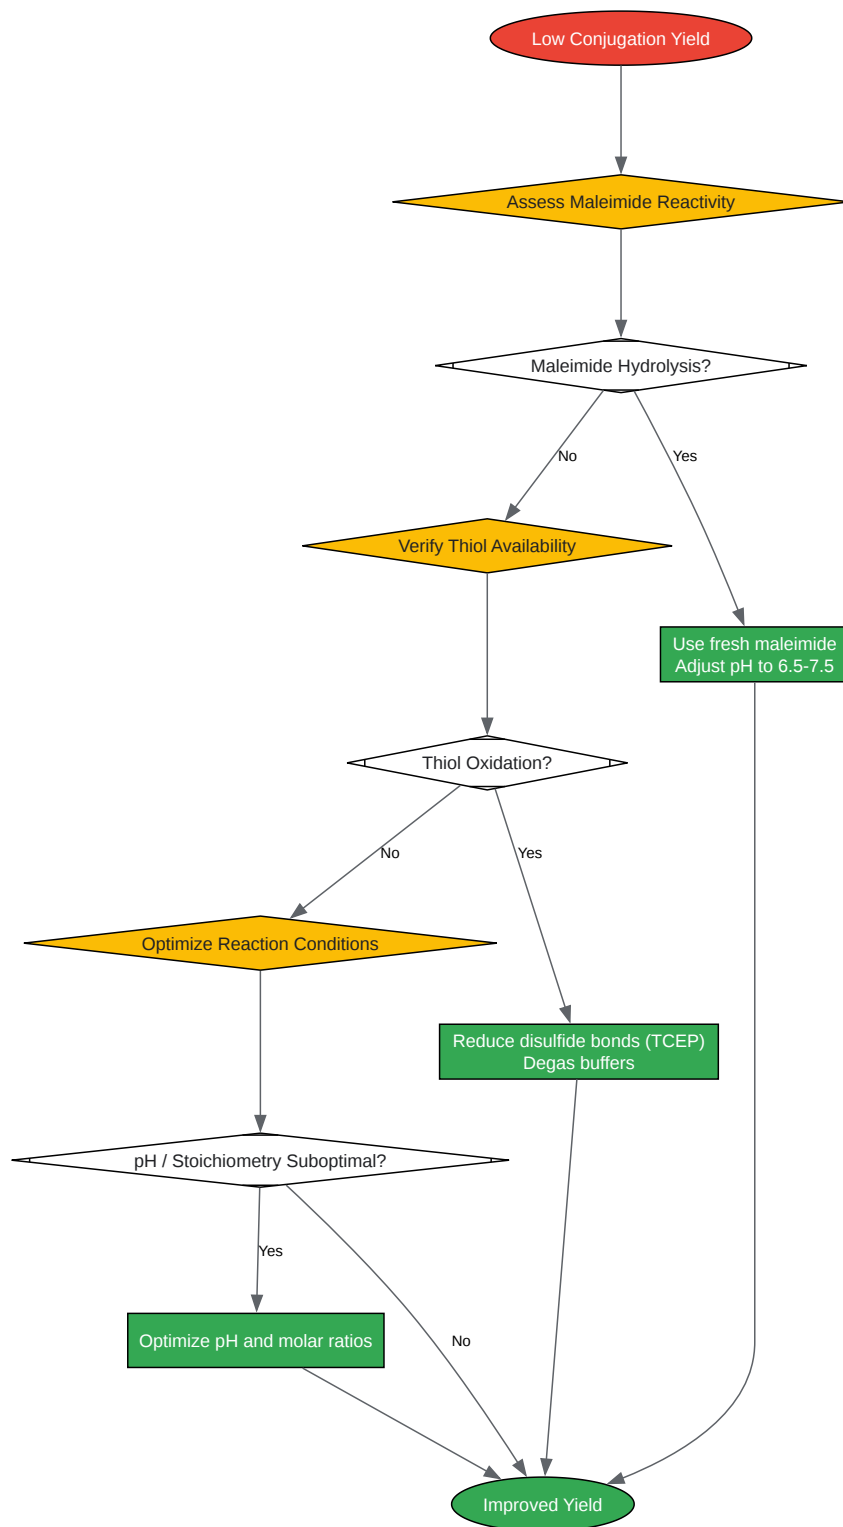 Low Conjugation Yield
Assess Maleimide Reactivity
Maleimide Hydrolysis?
No
Yes
Verify Thiol Availability
Use fresh maleimide
Adjust pH to 6.5-7.5
Thiol Oxidation?
No
Yes
Optimize Reaction Conditions
Reduce disulfide bonds (TCEP)
Degas buffers
pH / Stoichiometry Suboptimal?
Yes
Optimize pH and molar ratios
No
Improved Yield